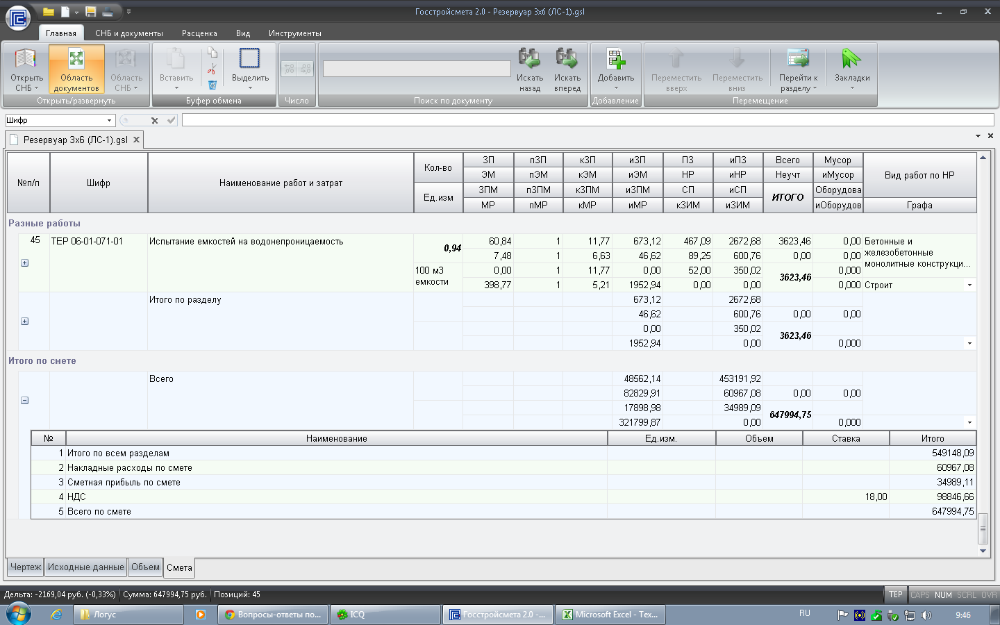 Госстройсмета 2.0 - Резервуар 3х6 (ЛС-1).gsl
Главная СНБ и документы Расценка Вид Инструменты
Открыть СНБ
Область документов
Область СНБ
Открыть/развернуть
Вставить
Выделить
Буфер обмена
Число
Искать назад
Искать вперед
Поиск по документу
Добавить
Добавление
Переместить вверх
Переместить вниз
Перейти к разделу
Закладки
Перемещение
Шифр
Резервуар 3х6 (ЛС-1).gsl
№п/п Шифр Наименование работ и затрат Кол-во Ед.изм
ЗП пЗП кЗП иЗП ПЗ иПЗ Всего Мусор
ЭМ пЭМ кЭМ иЭМ НР иНР Неучт иМусор Вид работ по НР
ЗПМ пЗПМ кЗПМ иЗПМ СП иСП ИТОГО Оборудова
МР пМР кМР иМР кЗИМ иЗИМ иОборудов Графа
Разные работы
45 ТЕР 06-01-071-01 Испытание емкостей на водонепроницаемость 0,94 60,84 1 11,77 673,12 467,09 2672,68 3623,46 0,00 Бетонные и
7,48 1 6,63 46,62 89,25 600,76 0,00 0,00 железобетонные
100 м3 0,00 1 11,77 0,00 52,00 350,02 3623,46 0,000 монолитные конструкци...
емкости 398,77 1 5,21 1952,94 0,00 0,00 0,000 Строит
Итого по разделу 673,12 2672,68
46,62 600,76 0,00 0,00
0,00 350,02 3623,46
1952,94 0,00 0,000
Итого по смете
Всего 48562,14 453191,92
82829,91 60967,08 0,00 0,00
17898,98 34989,09 647994,75
321799,87 0,00 0,000
№ Наименование Ед.изм. Объем Ставка Итого
1 Итого по всем разделам 549148,09
2 Накладные расходы по смете 60967,08
3 Сметная прибыль по смете 34989,11
4 НДС 18,00 98846,66
5 Всего по смете 647994,75
Чертеж Исходные данные Объем Смета
Дельта: -2169,04 руб. (-0,33%) Сумма: 647994,75 руб. Позиций: 45 ТЕР CAPS NUM SCRL OVR
Логус Вопросы-ответы по... ICQ Госстройсмета 2.0 -... Microsoft Excel - Tex... RU 9:46